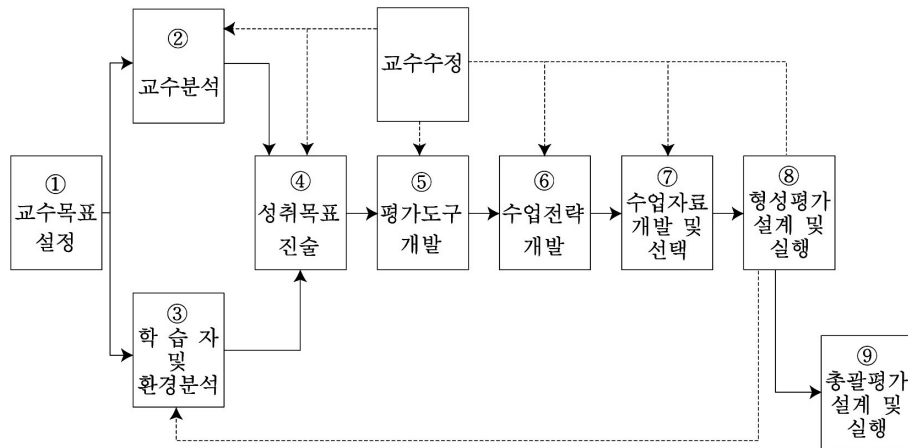 ②
교수분석
교수수정
①
교수목표
설정
④
성취목표
진술
⑤
평가도구
개발
⑥
수업전략
개발
⑦
수업자료
개발 및
선택
⑧
형성평가
설계 및
실행
③
학 습 자
및
환경분석
⑨
총괄평가
설계 및
실행